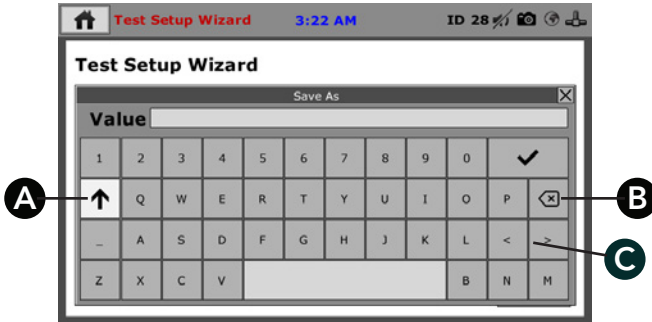 Test Setup Wizard 3:22 AM ID 28
Test Setup Wizard
Save As
Value
1 2 3 4 5 6 7 8 9 0
A Q W E R T Y U I O P B
_ A S D F G H J K L < >
C
Z X C V B N M